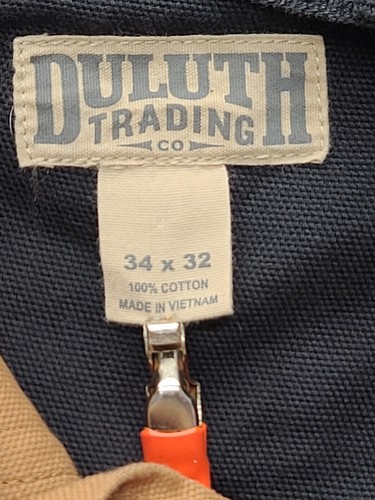 DULUTH
TRADING
CO
34 x 32
100% COTTON
MADE IN VIETNAM